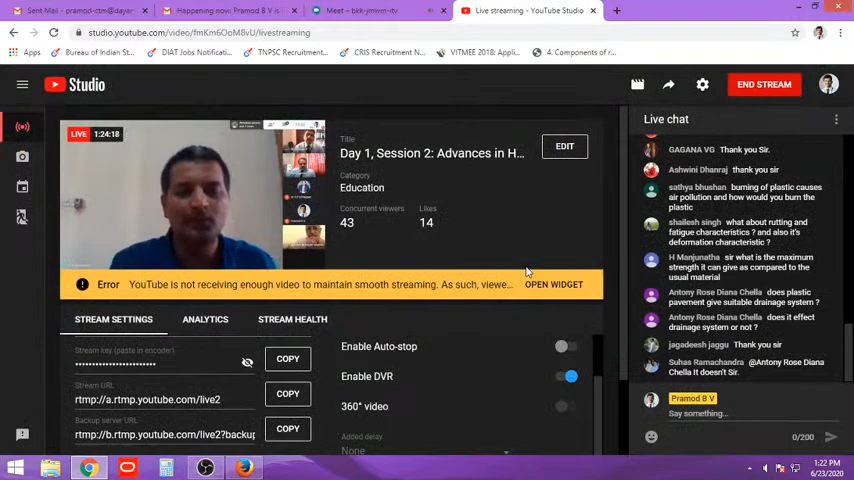 Sent Mail - pramod-ctm@dayar
Happening now: Pramod B V is
Meet – bkk-jmwn-itv
Live streaming - YouTube Studio
studio.youtube.com/video/fmKm6OoM8vU/livestreaming
Apps
Bureau of Indian St...
DIAT Jobs Notificati...
TNPSC Recruitment...
CRIS Recruitment N...
VITMEE 2018: Appli...
4. Components of r...
Studio
END STREAM
LIVE 1:24:18
Title
Day 1, Session 2: Advances in H...
EDIT
Category
Education
Concurrent viewers
Likes
43
14
Error
YouTube is not receiving enough video to maintain smooth streaming. As such, viewe...
OPEN WIDGET
STREAM SETTINGS
ANALYTICS
STREAM HEALTH
Stream key (paste in encoder)
COPY
Stream URL
rtmp://a.rtmp.youtube.com/live2
COPY
Backup server URL
rtmp://b.rtmp.youtube.com/live2?backup
COPY
Enable Auto-stop
Enable DVR
360° video
Added delay
None
Live chat
GAGANA VG Thank you Sir.
Ashwini Dhanraj thank you sir
sathya bhushan burning of plastic causes
air pollution and how would you burn the
plastic
shailesh singh what about rutting and
fatigue characteristics ? and also it's
deformation characteristic ?
H Manjunatha sir what is the maximum
strength it can give as compared to the
usual material
Antony Rose Diana Chella does plastic
pavement give suitable drainage system ?
Antony Rose Diana Chella does it effect
drainage system or not ?
jagadeesh jaggu Thank you sir
Suhas Ramachandra @Antony Rose Diana
Chella It doesn't Sir.
Pramod B V
Say something...
0/200
1:22 PM
6/23/2020